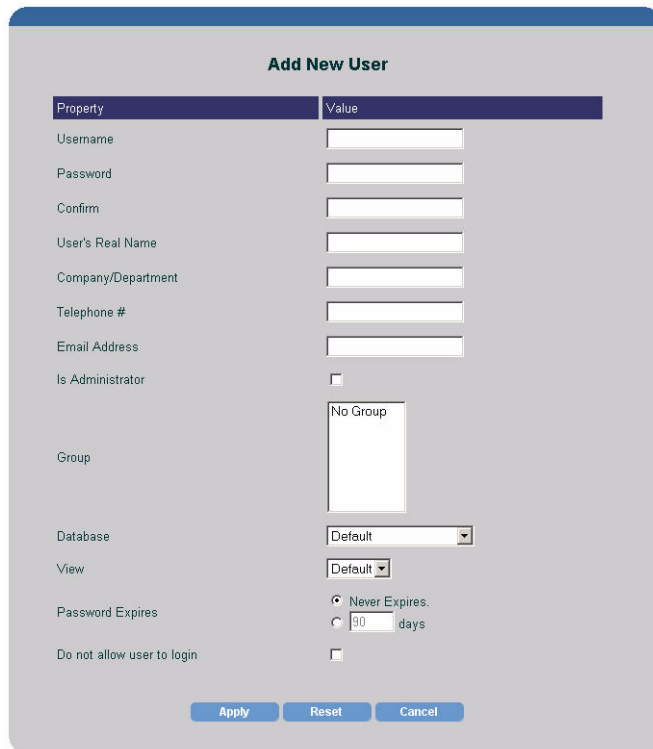 Add New User
Property Value
Username
Password
Confirm
User's Real Name
Company/Department
Telephone #
Email Address
Is Administrator
No Group
Group
Database Default
View Default
Never Expires.
Password Expires
90 days
Do not allow user to login
Apply Reset Cancel